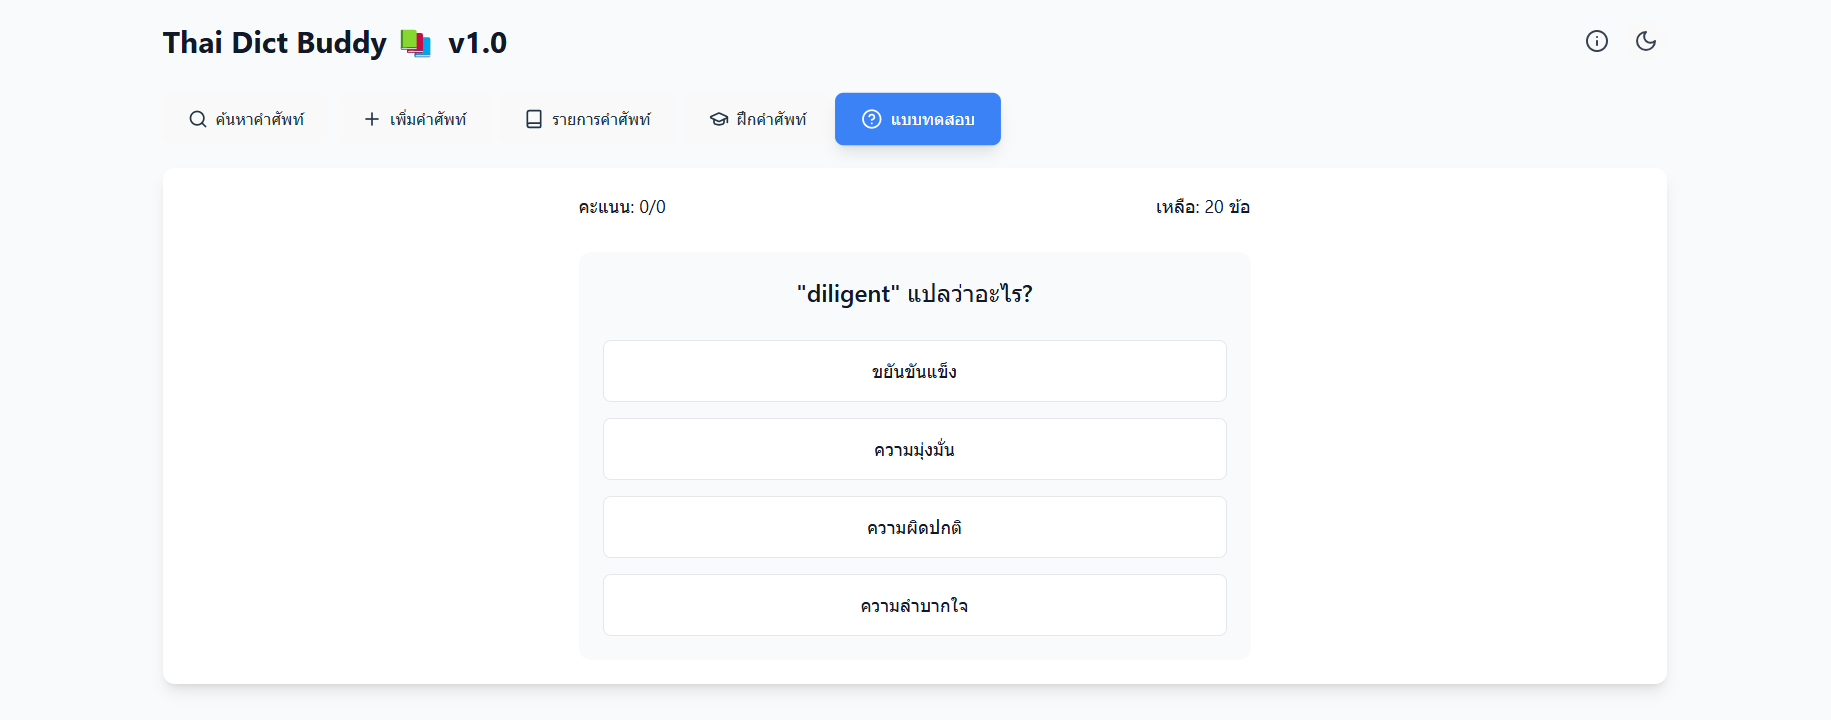 Thai Dict Buddy 📚 v1.0
ค้นหาคำศัพท์
เพิ่มคำศัพท์
รายการคำศัพท์
ฝึกคำศัพท์
แบบทดสอบ
คะแนน: 0/0
เหลือ: 20 ข้อ
"diligent" แปลว่าอะไร?
ขยันขันแข็ง
ความมุ่งมั่น
ความผิดปกติ
ความลำบากใจ